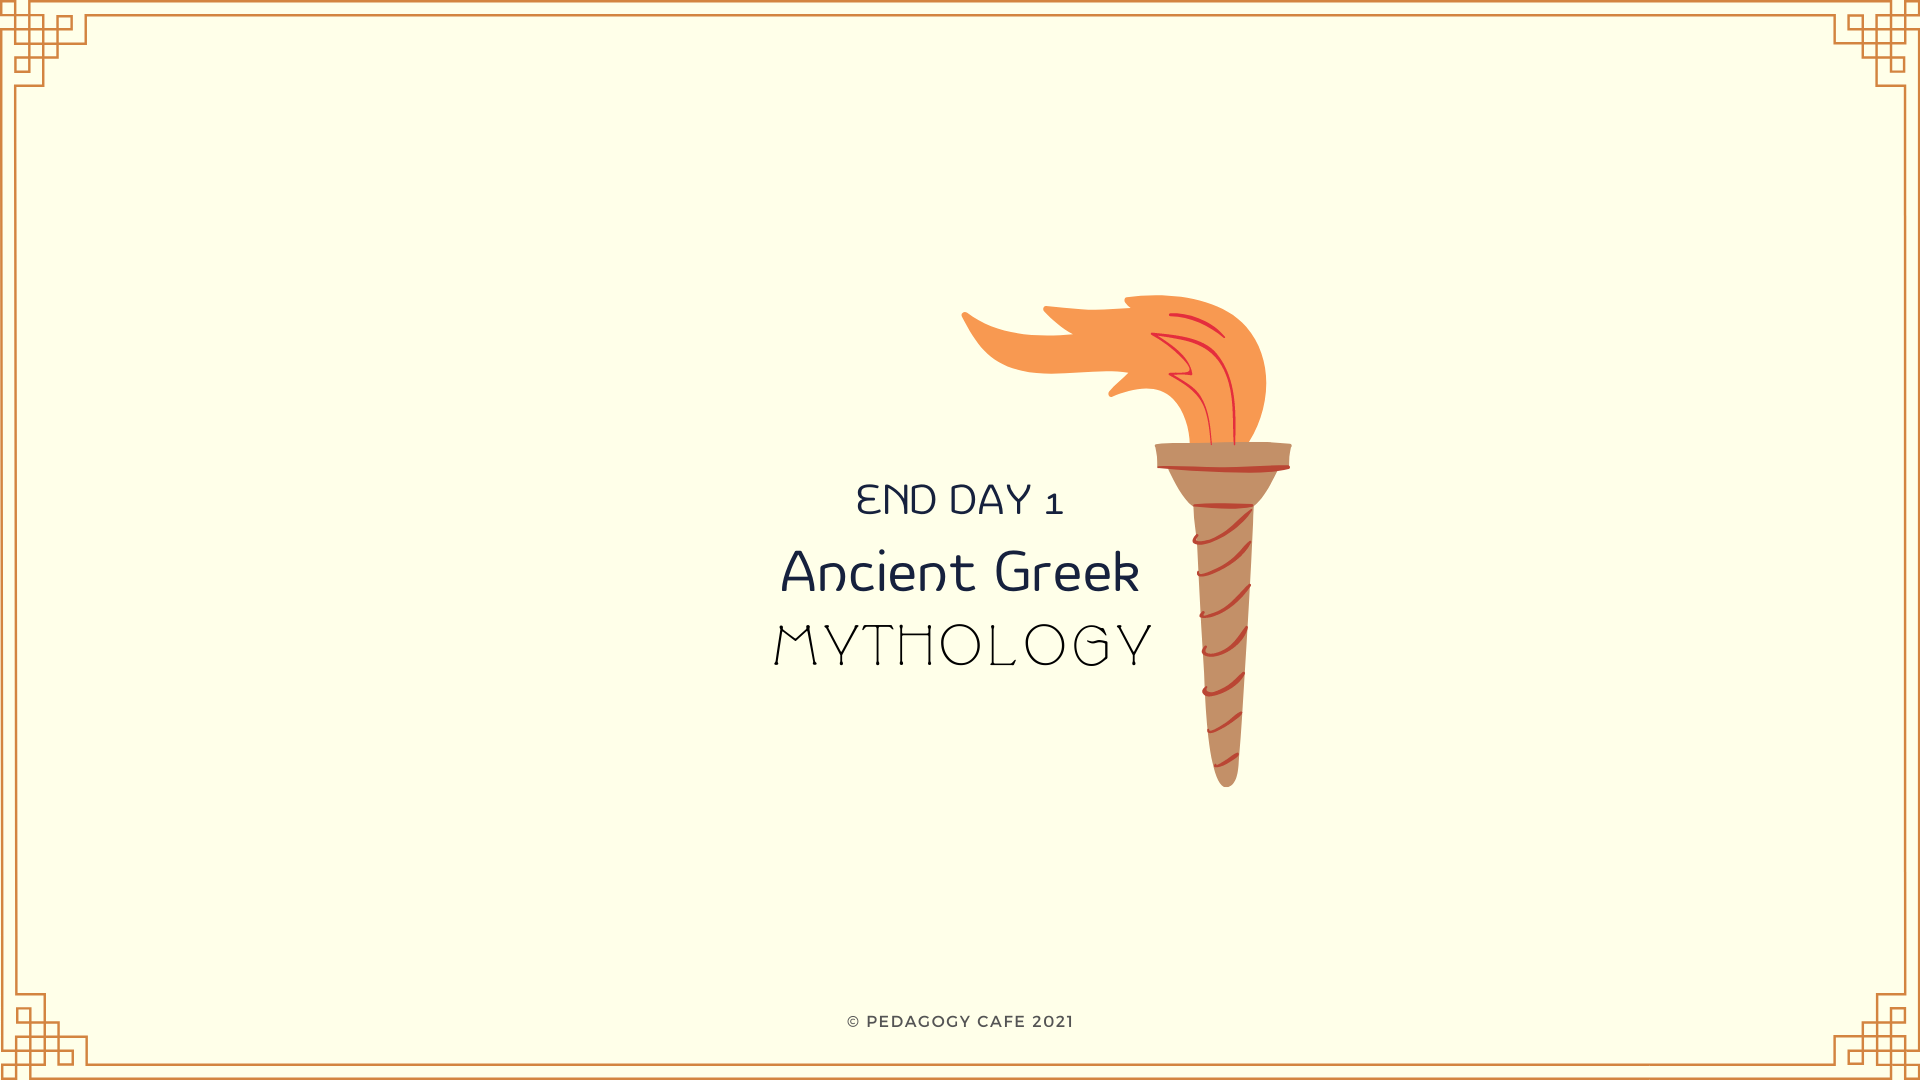 END DAY 1
Ancient Greek
MYTHOLOGY
© PEDAGOGY CAFE 2021